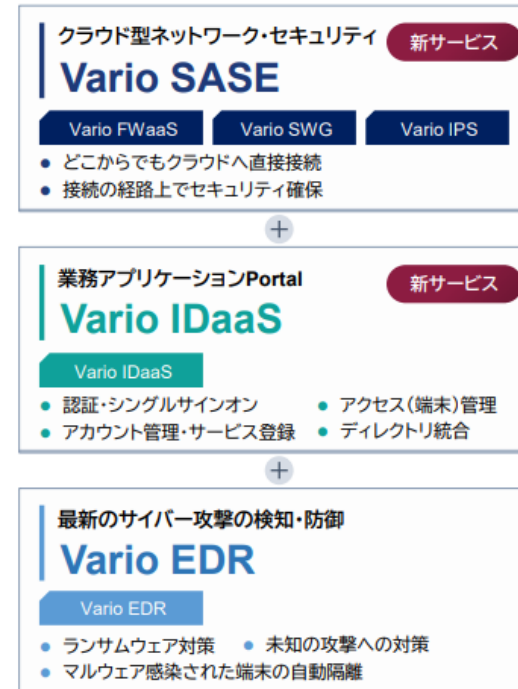 クラウド型ネットワーク・セキュリティ
新サービス
Vario SASE
Vario FWaaS
Vario SWG
Vario IPS
• どこからでもクラウドへ直接接続
• 接続の経路上でセキュリティ確保
+
業務アプリケーションPortal
新サービス
Vario IDaaS
Vario IDaaS
• 認証・シングルサインオン
• アクセス(端末)管理
• アカウント管理・サービス登録
• ディレクトリ統合
+
最新のサイバー攻撃の検知・防御
Vario EDR
Vario EDR
• ランサムウェア対策
• 未知の攻撃への対策
• マルウェア感染された端末の自動隔離